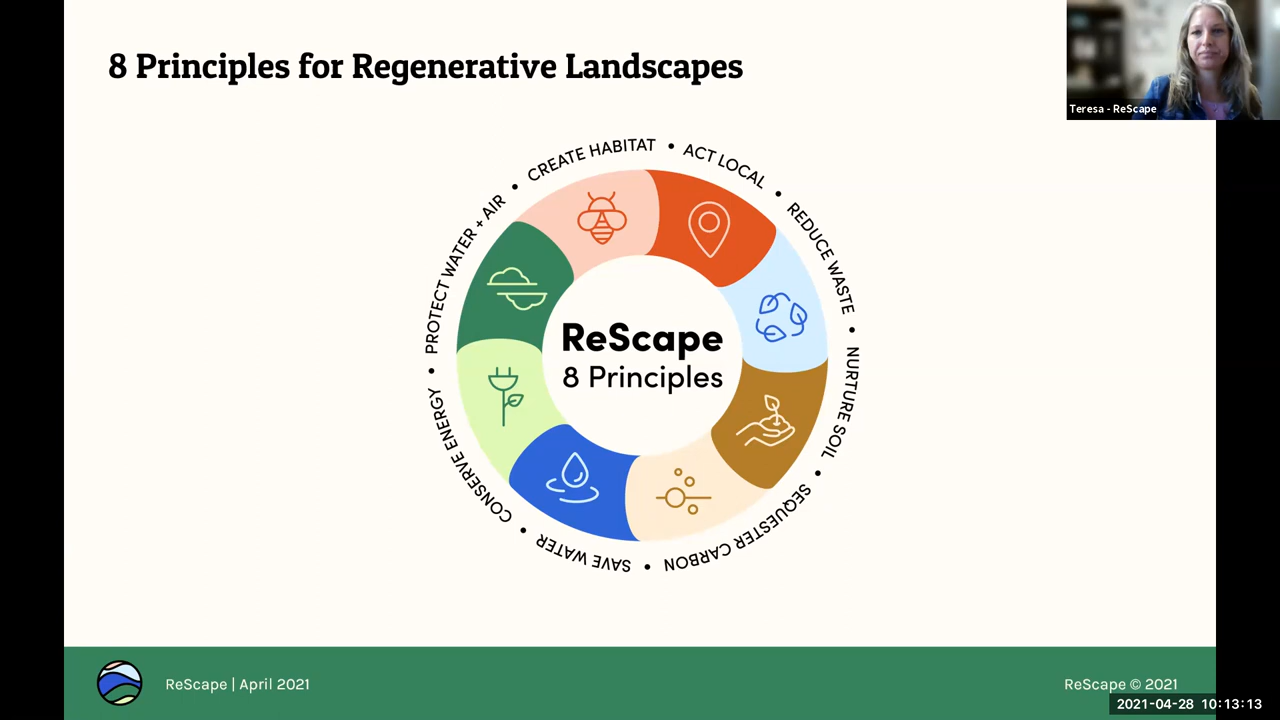 8 Principles for Regenerative Landscapes
Teresa - ReScape
CREATE HABITAT • ACT LOCAL • REDUCE WASTE • NURTURE SOIL • SEQUESTER CARBON • SAVE WATER • CONSERVE ENERGY • PROTECT WATER + AIR •
ReScape
8 Principles
ReScape | April 2021
ReScape © 2021
2021-04-28 10:13:13